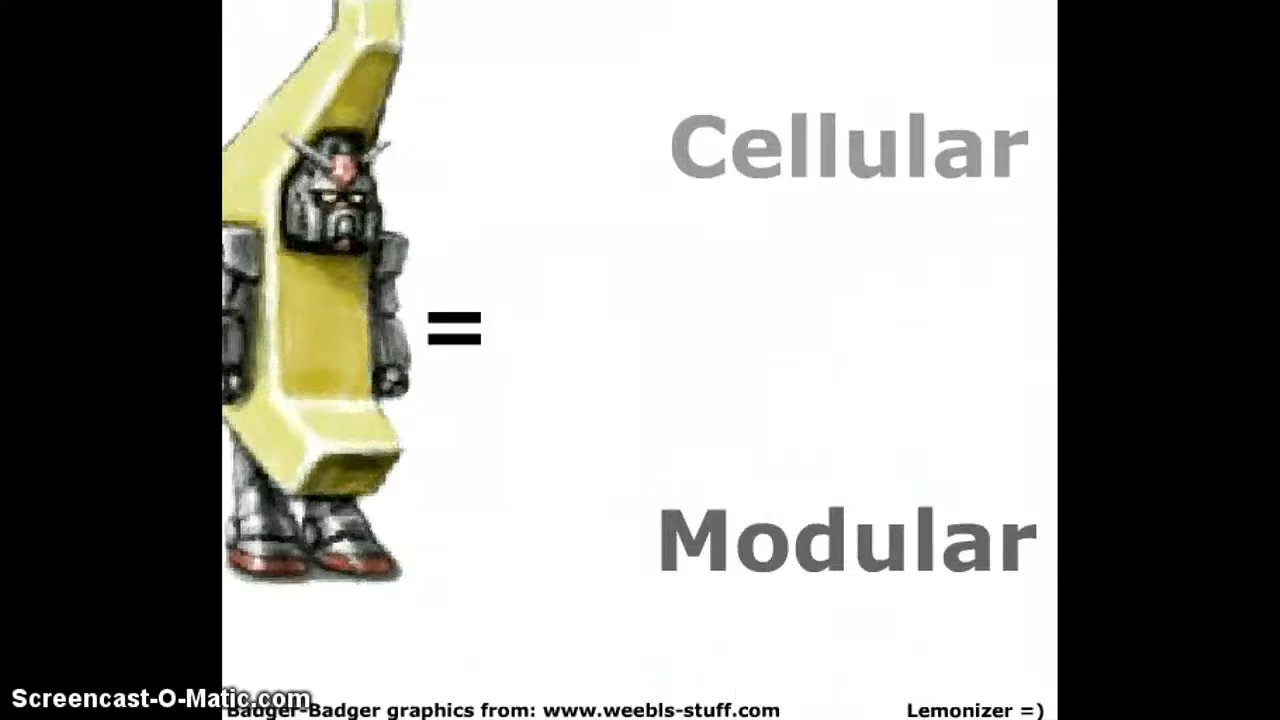 Cellular
=
Modular
Screencast-O-Matic.com
Badger-Badger graphics from: www.weebls-stuff.com
Lemonizer =)